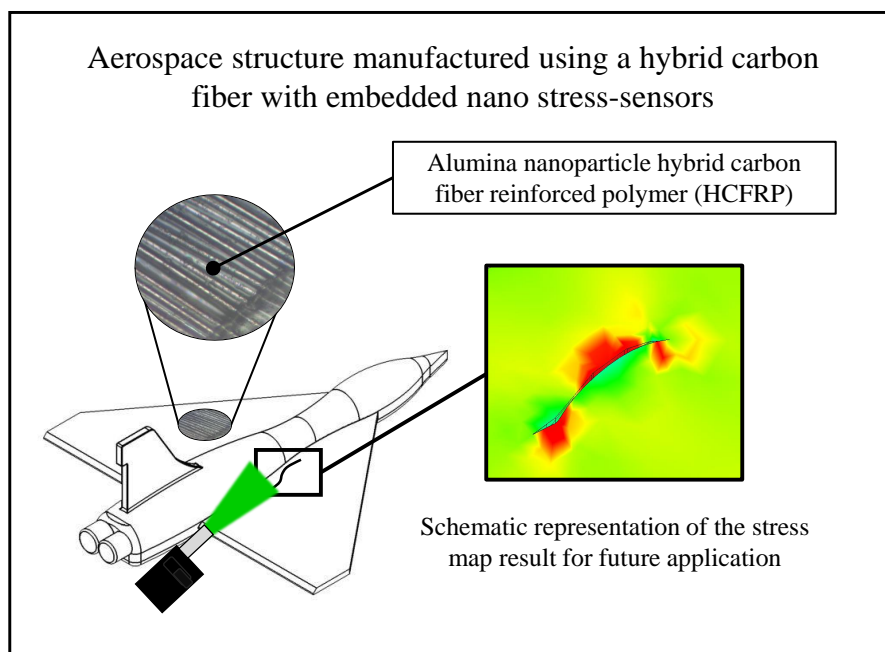 Aerospace structure manufactured using a hybrid carbon
fiber with embedded nano stress-sensors
Alumina nanoparticle hybrid carbon
fiber reinforced polymer (HCFRP)
Schematic representation of the stress
map result for future application